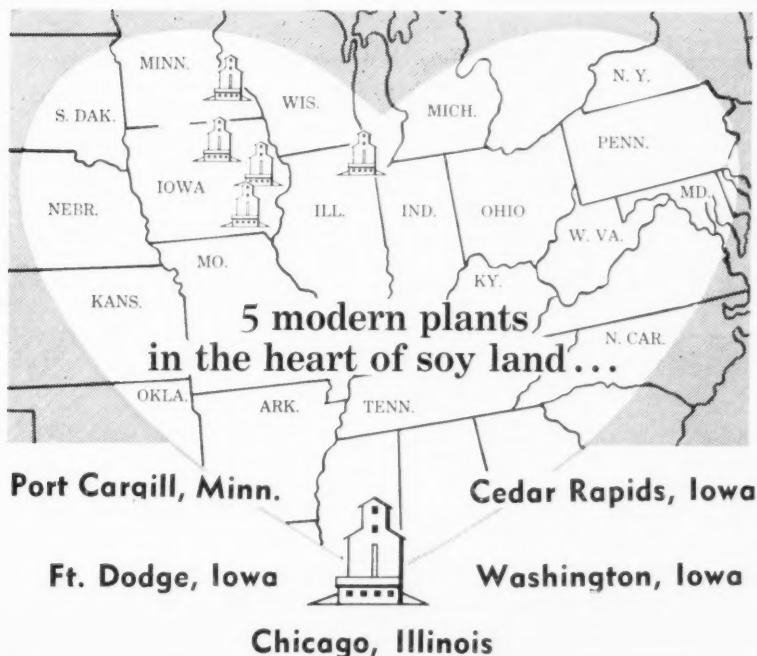 MINN.
WIS.
MICH.
N. Y.
S. DAK.
PENN.
IOWA
NEBR.
ILL.
IND.
OHIO
MD.
W. VA.
MO.
KY.
KANS.
5 modern plants
in the heart of soy land...
N. CAR.
OKLA.
ARK.
TENN.
Port Cargill, Minn.
Cedar Rapids, Iowa
Ft. Dodge, Iowa
Washington, Iowa
Chicago, Illinois